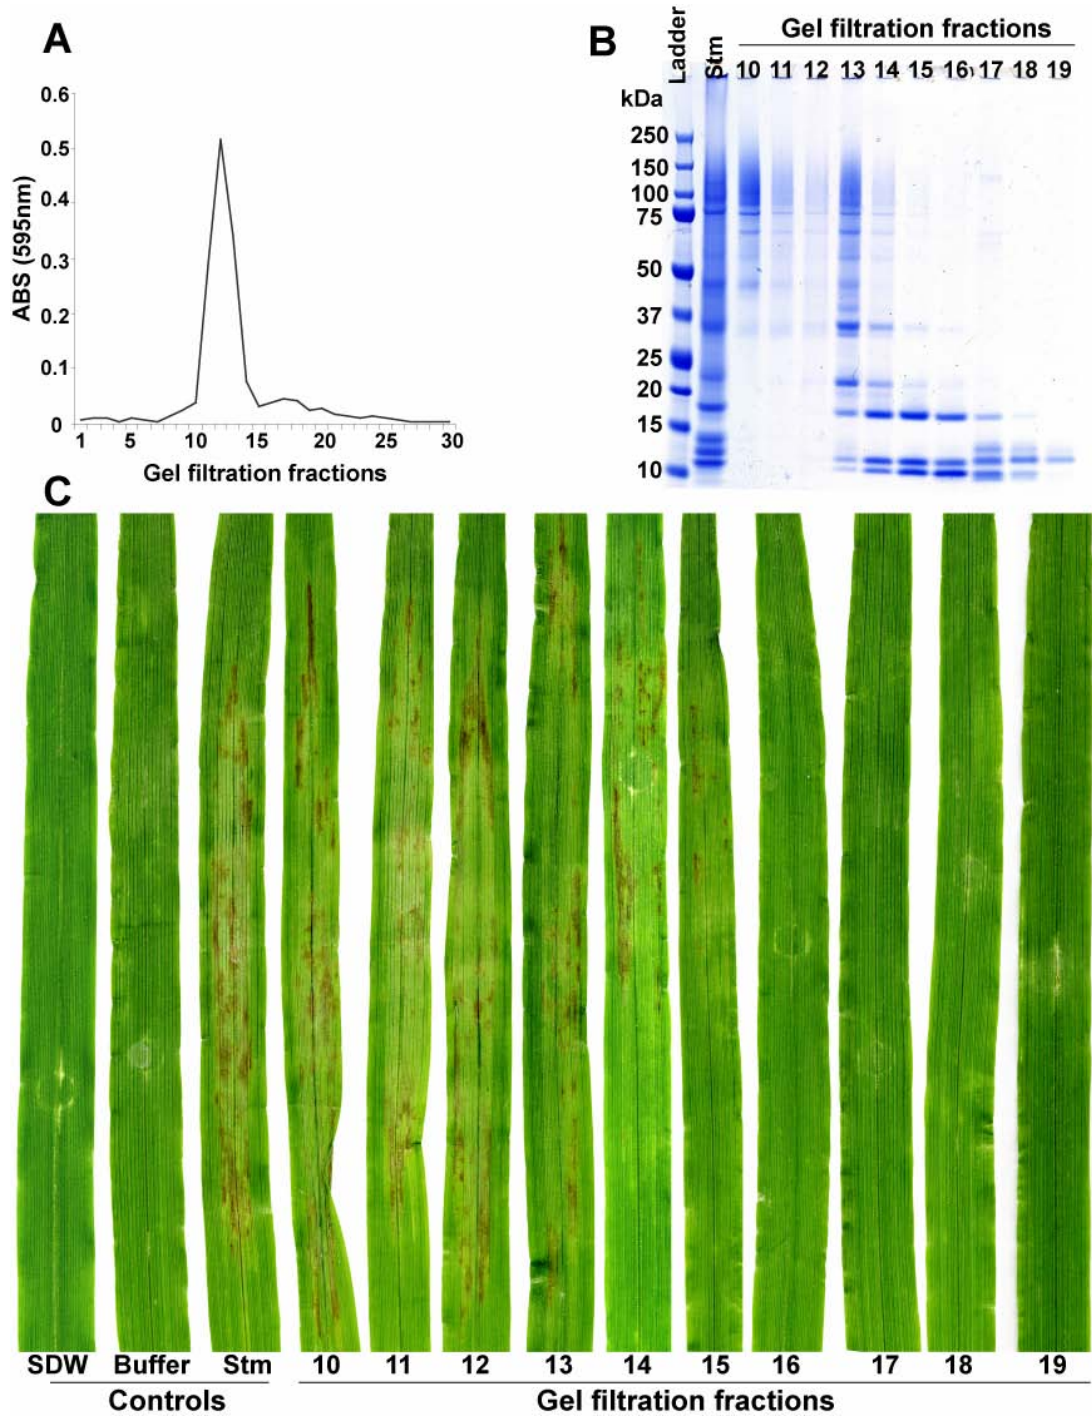 A
0.6
0.5
0.4
0.3
0.2
0.1
0
ABS (595nm)
1 5 10 15 20 25 30
Gel filtration fractions
B
Ladder
Stm
Gel filtration fractions
10 11 12 13 14 15 16 17 18 19
kDa
250
150
100
75
50
37
25
20
15
10
C
SDW Buffer Stm 10 11 12 13 14 15 16 17 18 19
Controls Gel filtration fractions